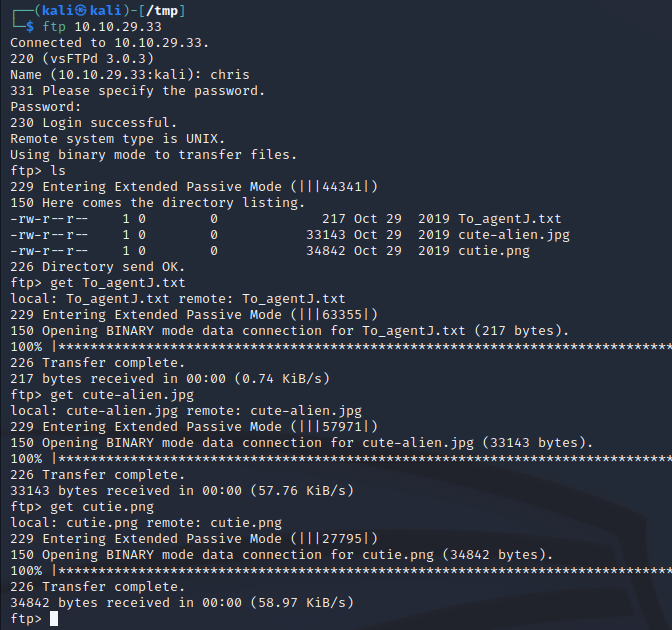 ┌──(kali㉿kali)-[/tmp]
└─$ ftp 10.10.29.33
Connected to 10.10.29.33.
220 (vsFTPd 3.0.3)
Name (10.10.29.33:kali): chris
331 Please specify the password.
Password:
230 Login successful.
Remote system type is UNIX.
Using binary mode to transfer files.
ftp> ls
229 Entering Extended Passive Mode (|||44341|)
150 Here comes the directory listing.
-rw-r--r--    1 0        0             217 Oct 29  2019 To_agentJ.txt
-rw-r--r--    1 0        0           33143 Oct 29  2019 cute-alien.jpg
-rw-r--r--    1 0        0           34842 Oct 29  2019 cutie.png
226 Directory send OK.
ftp> get To_agentJ.txt
local: To_agentJ.txt remote: To_agentJ.txt
229 Entering Extended Passive Mode (|||63355|)
150 Opening BINARY mode data connection for To_agentJ.txt (217 bytes).
100% |*****************************************************************************
226 Transfer complete.
217 bytes received in 00:00 (0.74 KiB/s)
ftp> get cute-alien.jpg
local: cute-alien.jpg remote: cute-alien.jpg
229 Entering Extended Passive Mode (|||57971|)
150 Opening BINARY mode data connection for cute-alien.jpg (33143 bytes).
100% |*****************************************************************************
226 Transfer complete.
33143 bytes received in 00:00 (57.76 KiB/s)
ftp> get cutie.png
local: cutie.png remote: cutie.png
229 Entering Extended Passive Mode (|||27795|)
150 Opening BINARY mode data connection for cutie.png (34842 bytes).
100% |*****************************************************************************
226 Transfer complete.
34842 bytes received in 00:00 (58.97 KiB/s)
ftp>